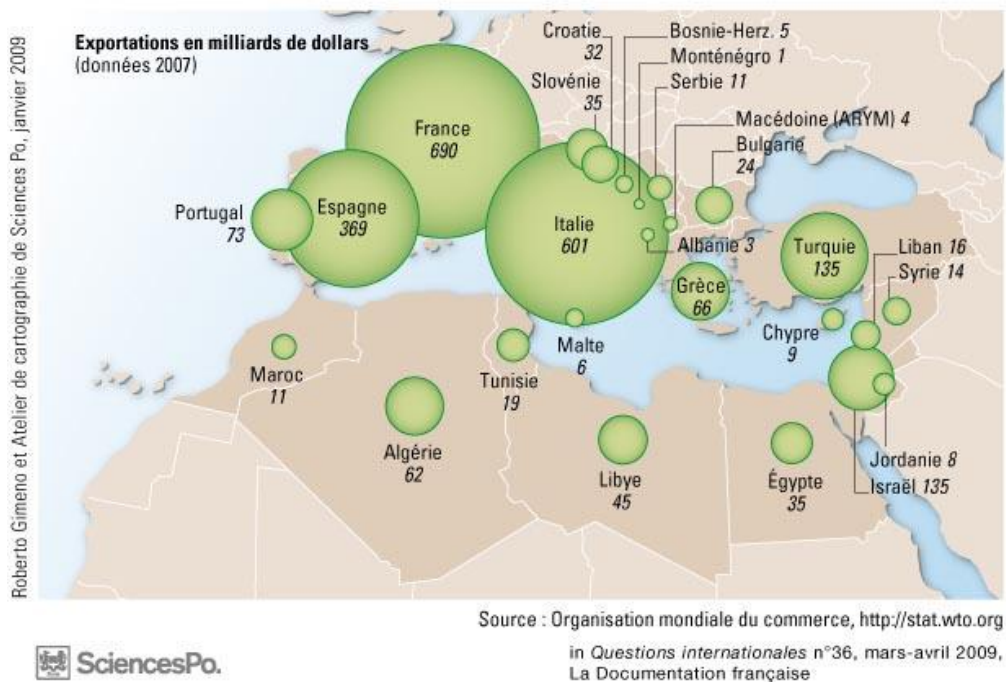 Roberto Gimeno et Atelier de cartographie de Sciences Po, janvier 2009
Exportations en milliards de dollars
(données 2007)
Croatie
32
Bosnie-Herz. 5
Monténégro 1
Serbie 11
Slovénie
35
Macédoine (ARYM) 4
Bulgarie
24
France
690
Portugal
73
Espagne
369
Italie
601
Albanie 3
Turquie
135
Liban 16
Syrie 14
Grèce
66
Chypre
9
Malte
6
Maroc
11
Tunisie
19
Algérie
62
Libye
45
Égypte
35
Jordanie 8
Israël 135
Source : Organisation mondiale du commerce, http://stat.wto.org
SciencesPo.
in Questions internationales n°36, mars-avril 2009,
La Documentation française